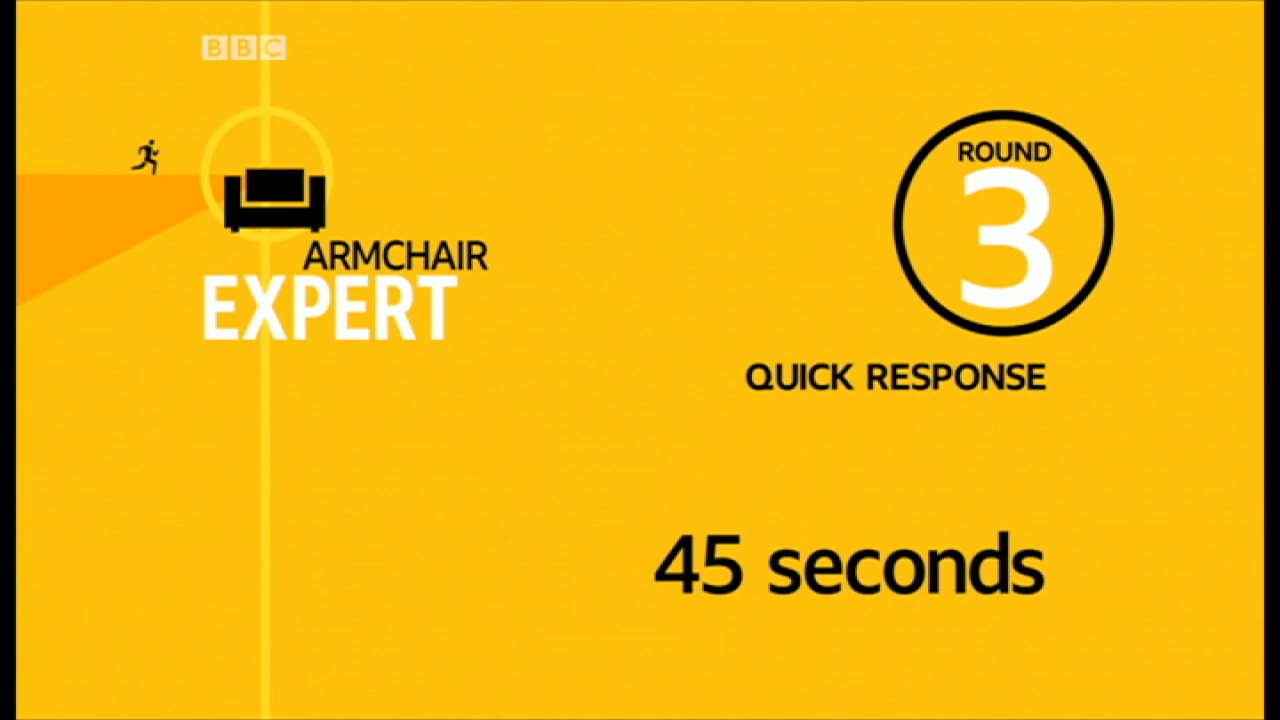 BBC
ARMCHAIR
EXPERT
ROUND
3
QUICK RESPONSE
45 seconds